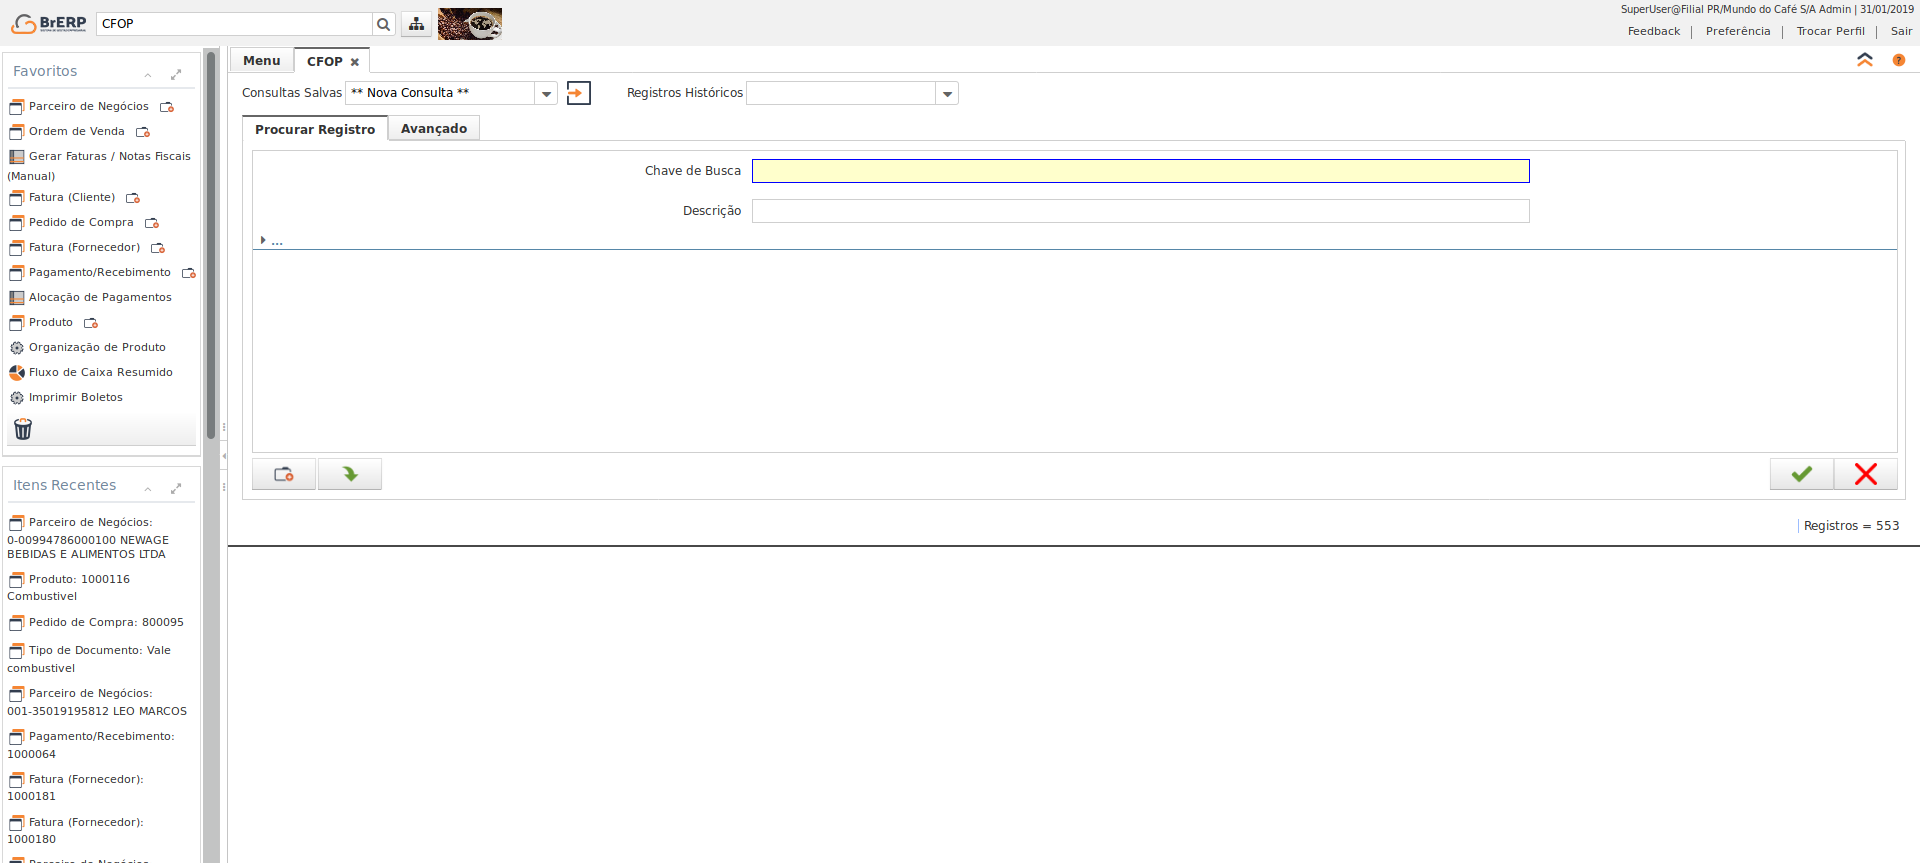 BrERP
CFOP
SuperUser@Filial PR/Mundo do Café S/A Admin | 31/01/2019
Feedback | Preferência | Trocar Perfil | Sair
Favoritos
Parceiro de Negócios
Ordem de Venda
Gerar Faturas / Notas Fiscais
(Manual)
Fatura (Cliente)
Pedido de Compra
Fatura (Fornecedor)
Pagamento/Recebimento
Alocação de Pagamentos
Produto
Organização de Produto
Fluxo de Caixa Resumido
Imprimir Boletos
Itens Recentes
Parceiro de Negócios:
0-00994786000100 NEWAGE
BEBIDAS E ALIMENTOS LTDA
Produto: 1000116
Combustivel
Pedido de Compra: 800095
Tipo de Documento: Vale
combustivel
Parceiro de Negócios:
001-35019195812 LEO MARCOS
Pagamento/Recebimento:
1000064
Fatura (Fornecedor):
1000181
Fatura (Fornecedor):
1000180
Parceiro de Negócios
Menu
CFOP
Consultas Salvas ** Nova Consulta **
Registros Históricos
Procurar Registro
Avançado
Chave de Busca
Descrição
...
Registros = 553